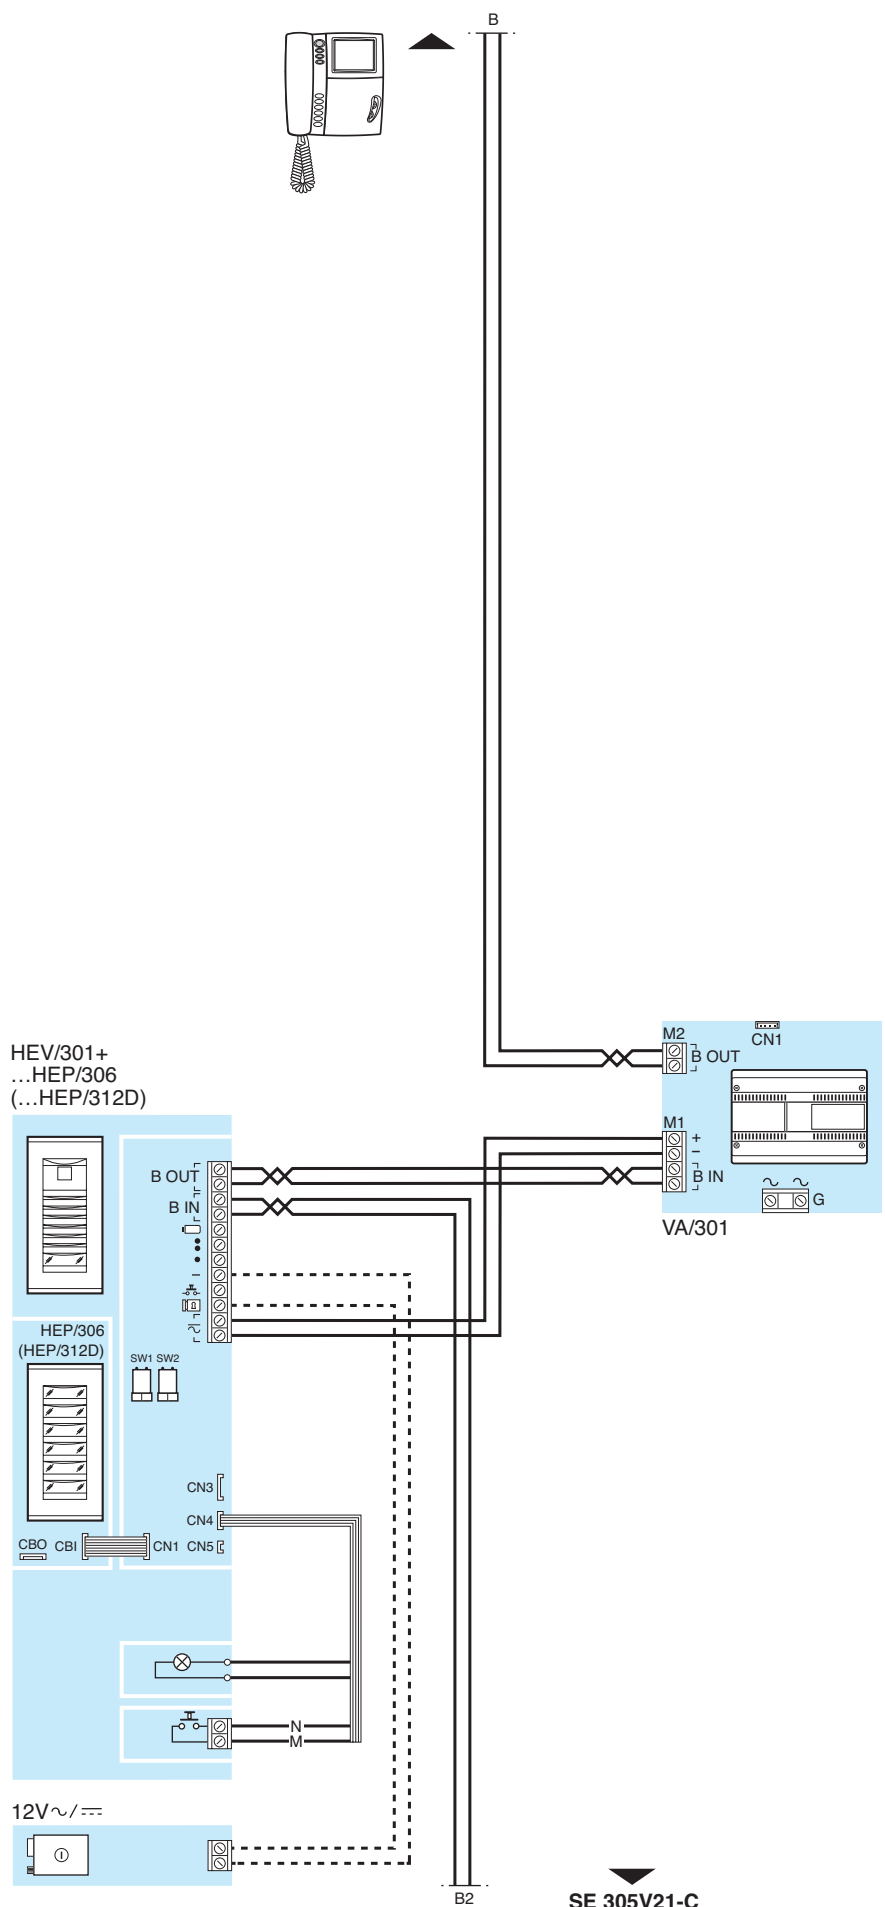 B
M2
CN1
B OUT
HEV/301+
…HEP/306
(…HEP/312D)
M1
+
−
B IN
G
VA/301
B OUT
B IN
−
HEP/306
(HEP/312D)
SW1 SW2
CN3
CN4
CBO CBI CN1 CN5
N
M
12V~/⎓
B2
SE 305V21-C